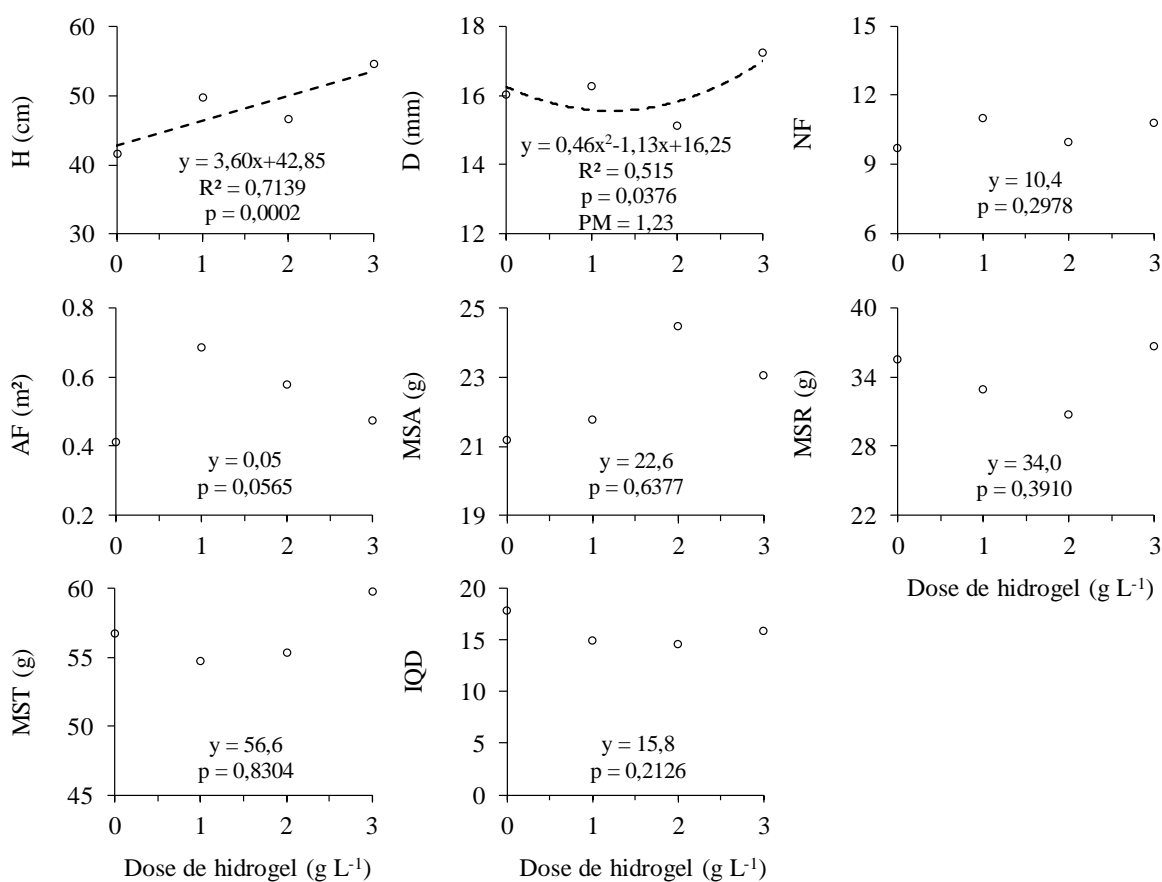 H (cm)
60
50
40
30
0 1 2 3
y = 3,60x+42,85
R² = 0,7139
p = 0,0002
D (mm)
18
16
14
12
0 1 2 3
y = 0,46x²-1,13x+16,25
R² = 0,515
p = 0,0376
PM = 1,23
NF
15
12
9
6
0 1 2 3
y = 10,4
p = 0,2978
AF (m²)
0.8
0.6
0.4
0.2
0 1 2 3
y = 0,05
p = 0,0565
MSA (g)
25
23
21
19
0 1 2 3
y = 22,6
p = 0,6377
MSR (g)
40
34
28
22
0 1 2 3
y = 34,0
p = 0,3910
Dose de hidrogel (g L⁻¹)
MST (g)
60
55
50
45
0 1 2 3
y = 56,6
p = 0,8304
Dose de hidrogel (g L⁻¹)
IQD
20
15
10
5
0
0 1 2 3
y = 15,8
p = 0,2126
Dose de hidrogel (g L⁻¹)